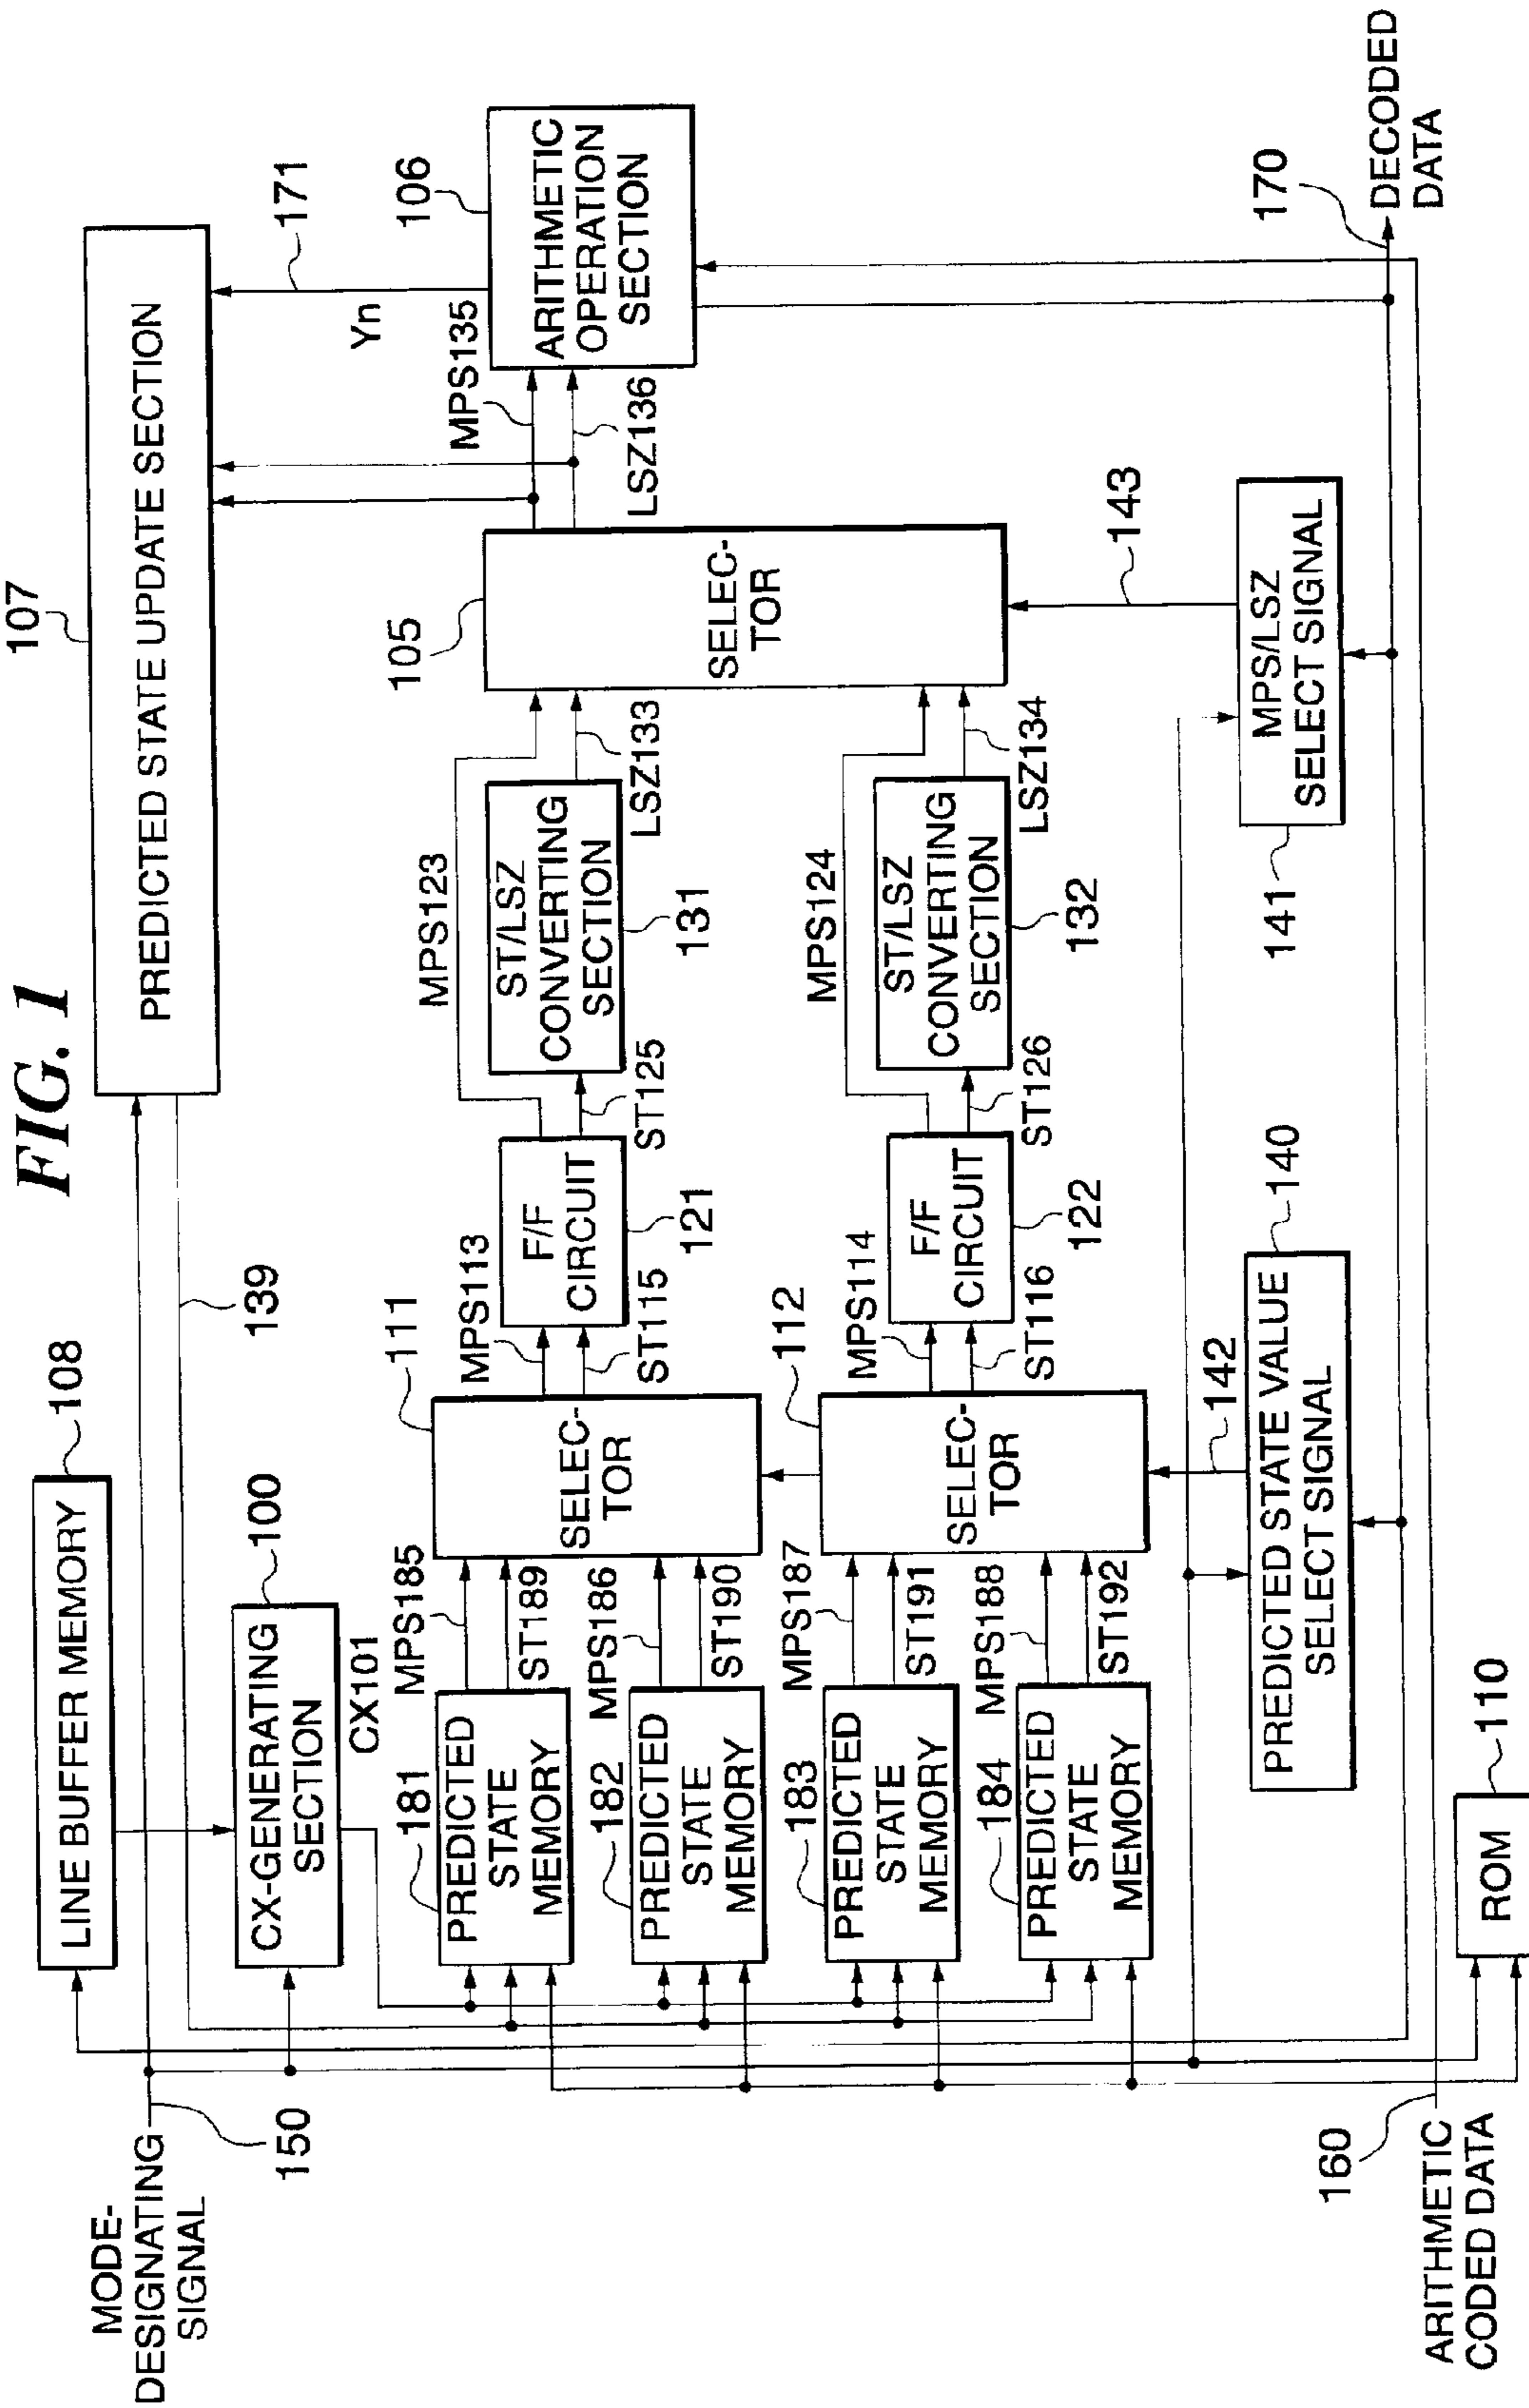 FIG. 1
107
PREDICTED STATE UPDATE SECTION
108
LINE BUFFER MEMORY
139
100
CX-GENERATING
SECTION
CX101
MODE-
DESIGNATING
SIGNAL
150
171
Yn
106
ARITHMETIC
OPERATION
SECTION
MPS135
LSZ136
105
SELEC-
TOR
MPS123
ST/LSZ
CONVERTING
SECTION
131
LSZ133
ST125
F/F
CIRCUIT
121
MPS113
ST115
111
SELEC-
TOR
MPS185
ST189
MPS186
ST190
181
PREDICTED
STATE
MEMORY
182
PREDICTED
STATE
MEMORY
MPS124
ST/LSZ
CONVERTING
SECTION
132
LSZ134
ST126
F/F
CIRCUIT
122
MPS114
ST116
112
SELEC-
TOR
MPS187
ST191
MPS188
ST192
183
PREDICTED
STATE
MEMORY
184
PREDICTED
STATE
MEMORY
143
MPS/LSZ
SELECT SIGNAL
141
142
140
PREDICTED STATE VALUE
SELECT SIGNAL
170
DECODED
DATA
110
ROM
160
ARITHMETIC
CODED DATA